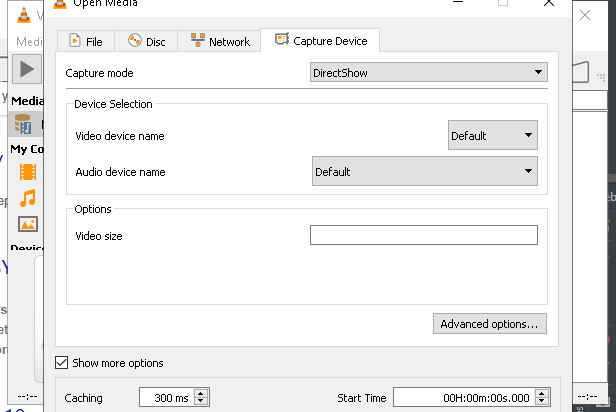 Open Media
V
Medi
File
Disc
Network
Capture Device
Capture mode
DirectShow
Media
Device Selection
Video device name
Default
My Co
Audio device name
Default
Options
Video size
Device
Advanced options...
Show more options
Caching
300 ms
Start Time
00H:00m:00s.000
--:--
--:--